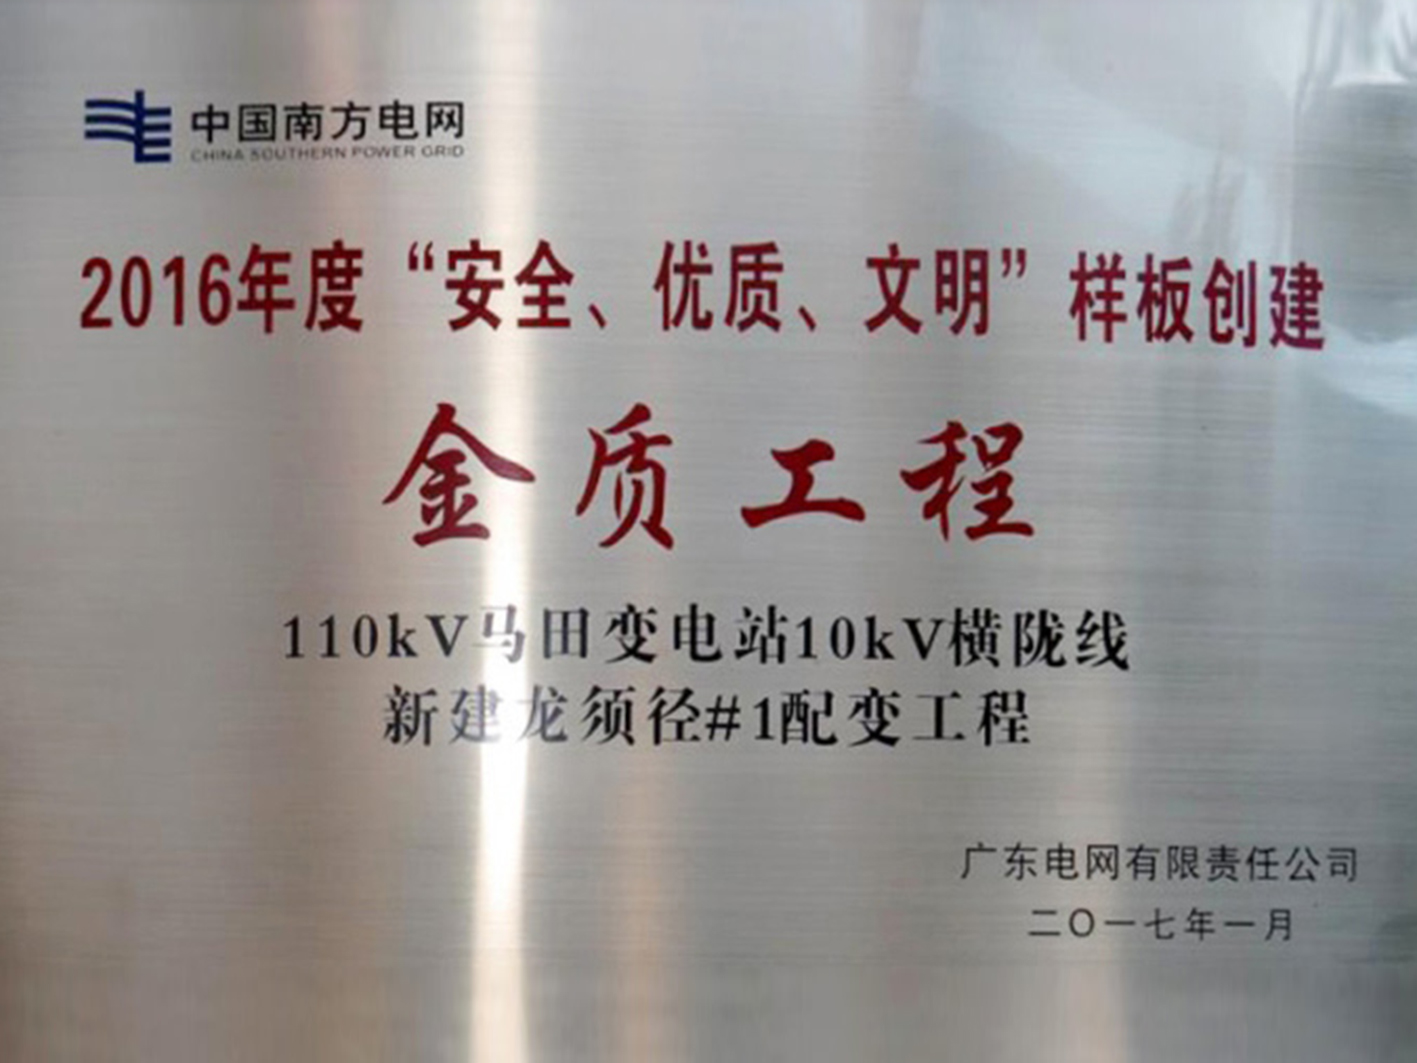 中国南方电网
CHINA SOUTHERN POWER GRID
2016年度“安全、优质、文明”样板创建
金质工程
110kV马田变电站10kV横陇线
新建龙须径#1配变工程
广东电网有限责任公司
二〇一七年一月